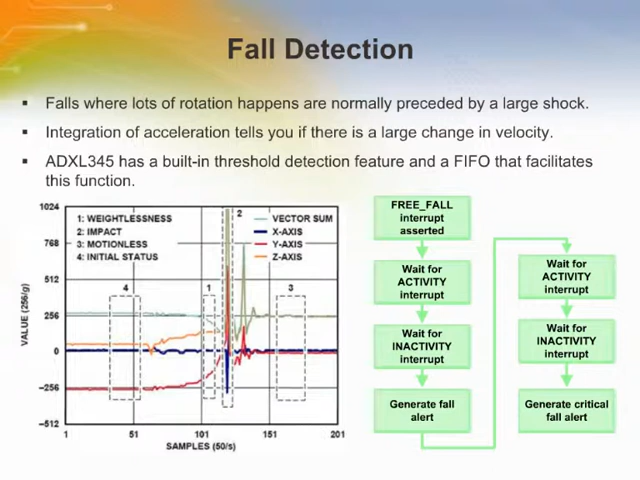 Fall Detection
▪ Falls where lots of rotation happens are normally preceded by a large shock.
▪ Integration of acceleration tells you if there is a large change in velocity.
▪ ADXL345 has a built-in threshold detection feature and a FIFO that facilitates
this function.
1024
768
512
256
0
−256
−512
VALUE (256/g)
1: WEIGHTLESSNESS
2: IMPACT
3: MOTIONLESS
4: INITIAL STATUS
2
VECTOR SUM
X-AXIS
Y-AXIS
Z-AXIS
4
1
3
1
51
101
151
201
SAMPLES (50/s)
FREE_FALL
interrupt
asserted
Wait for
ACTIVITY
interrupt
Wait for
INACTIVITY
interrupt
Generate fall
alert
Wait for
ACTIVITY
interrupt
Wait for
INACTIVITY
interrupt
Generate critical
fall alert